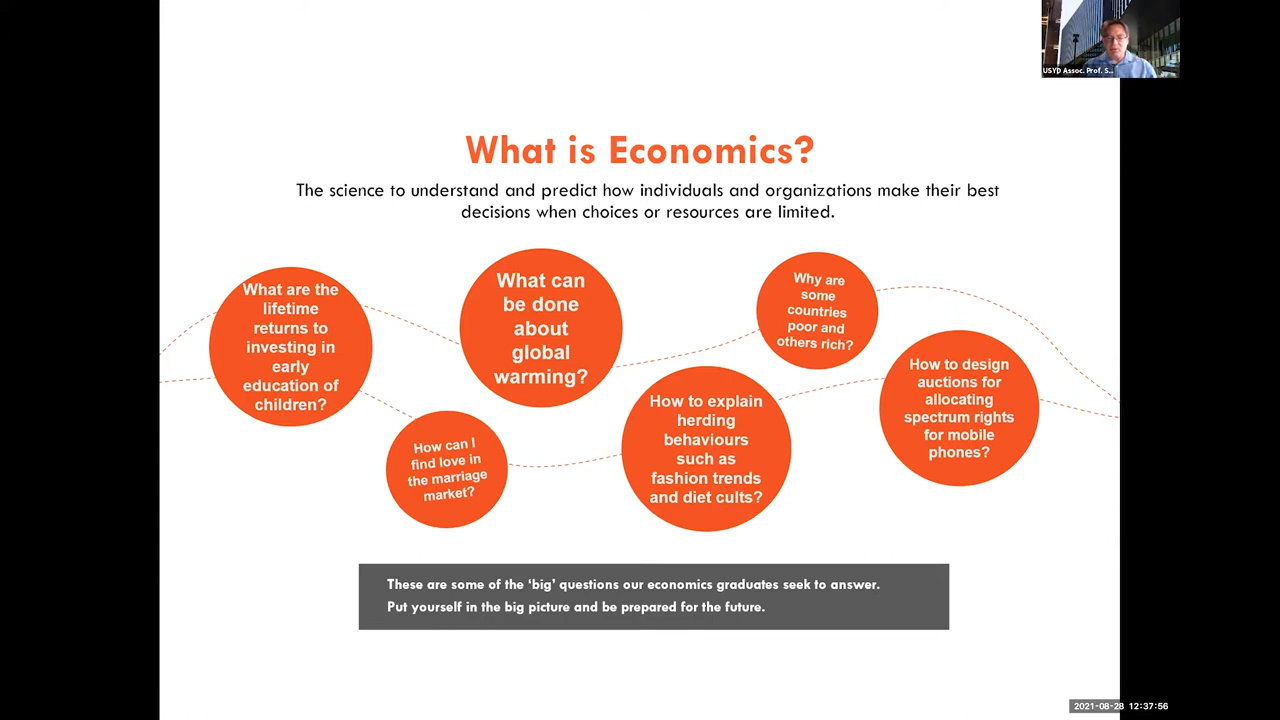 USYD Assoc. Prof. S...
What is Economics?
The science to understand and predict how individuals and organizations make their best
decisions when choices or resources are limited.
What are the
lifetime
returns to
investing in
early
education of
children?
What can
be done
about
global
warming?
Why are
some
countries
poor and
others rich?
How can I
find love in
the marriage
market?
How to explain
herding
behaviours
such as
fashion trends
and diet cults?
How to design
auctions for
allocating
spectrum rights
for mobile
phones?
These are some of the ‘big’ questions our economics graduates seek to answer.
Put yourself in the big picture and be prepared for the future.
2021-08-28 12:37:56